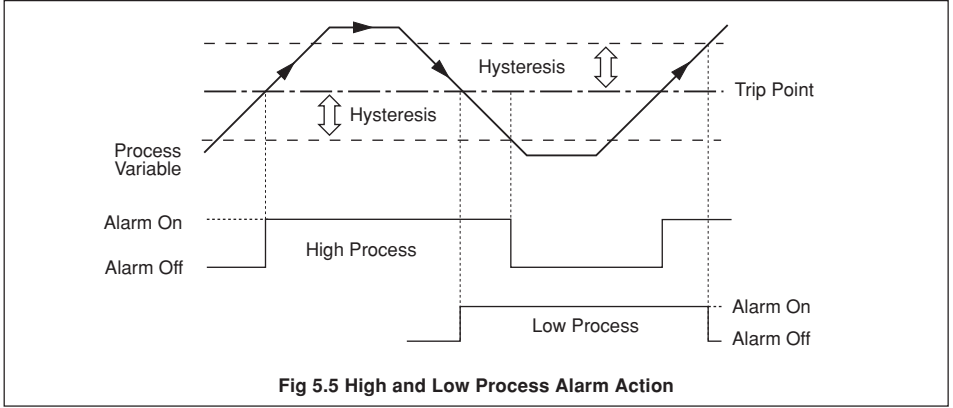 Hysteresis
Trip Point
Hysteresis
Process
Variable
Alarm On
High Process
Alarm Off
Alarm On
Low Process
Alarm Off
Fig 5.5 High and Low Process Alarm Action